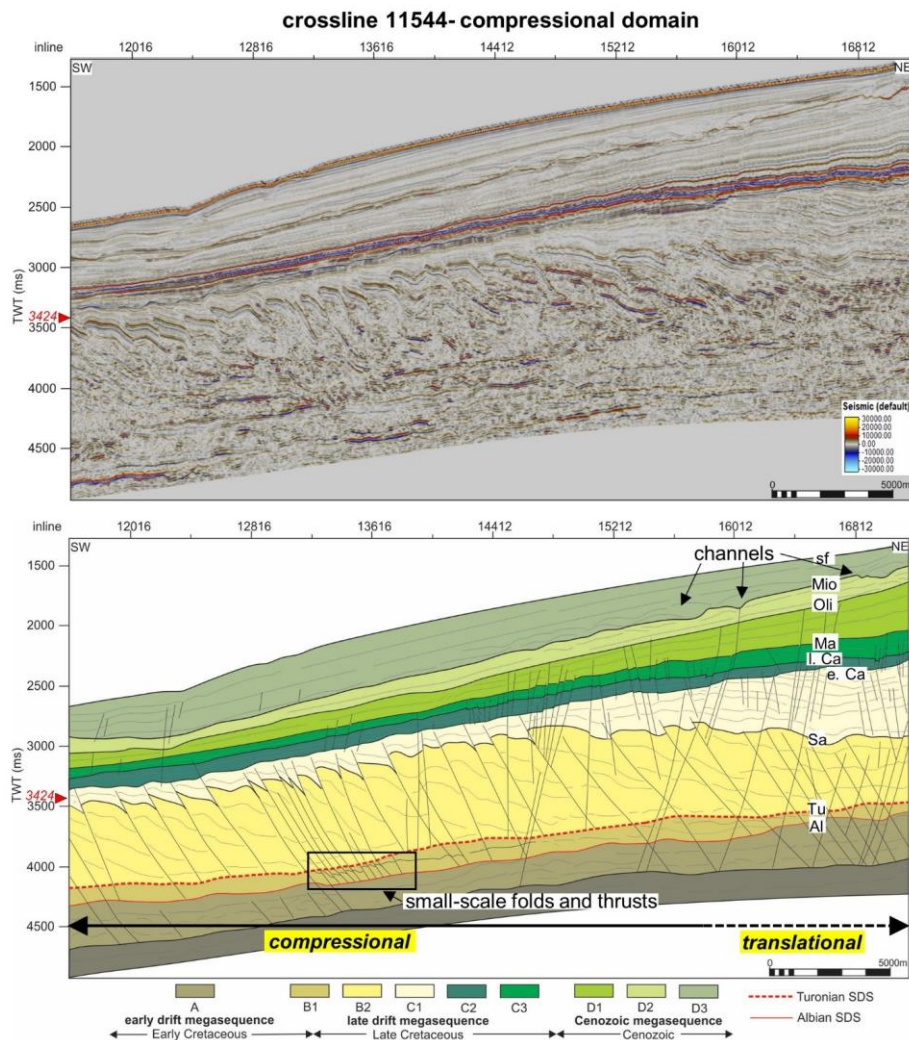 crossline 11544- compressional domain
inline 12016 12816 13616 14412 15212 16012 16812
SW NE
1500
2000
2500
3000
TWT (ms)
3424
3500
4000
4500
Seismic (default)
30000.00
20000.00
10000.00
0.00
-10000.00
-20000.00
-30000.00
0 5000m
inline 12016 12816 13616 14412 15212 16012 16812
SW NE
channels
sf
1500
Mio
Oli
2000
Ma
l. Ca
e. Ca
2500
Sa
3000
TWT (ms)
3424
3500
Tu
Al
4000
small-scale folds and thrusts
4500
compressional translational
0 5000m
A B1 B2 C1 C2 C3 D1 D2 D3
early drift megasequence late drift megasequence Cenozoic megasequence
Early Cretaceous Late Cretaceous Cenozoic
Turonian SDS
Albian SDS